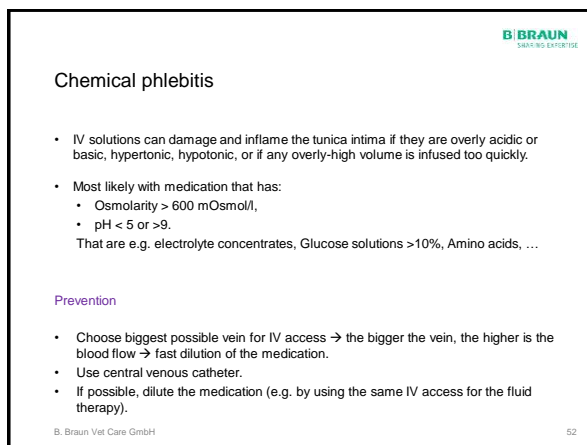 B|BRAUN
SHARING EXPERTISE
Chemical phlebitis
• IV solutions can damage and inflame the tunica intima if they are overly acidic or
basic, hypertonic, hypotonic, or if any overly-high volume is infused too quickly.
• Most likely with medication that has:
• Osmolarity > 600 mOsmol/l,
• pH < 5 or >9.
That are e.g. electrolyte concentrates, Glucose solutions >10%, Amino acids, …
Prevention
• Choose biggest possible vein for IV access → the bigger the vein, the higher is the
blood flow → fast dilution of the medication.
• Use central venous catheter.
• If possible, dilute the medication (e.g. by using the same IV access for the fluid
therapy).
B. Braun Vet Care GmbH
52